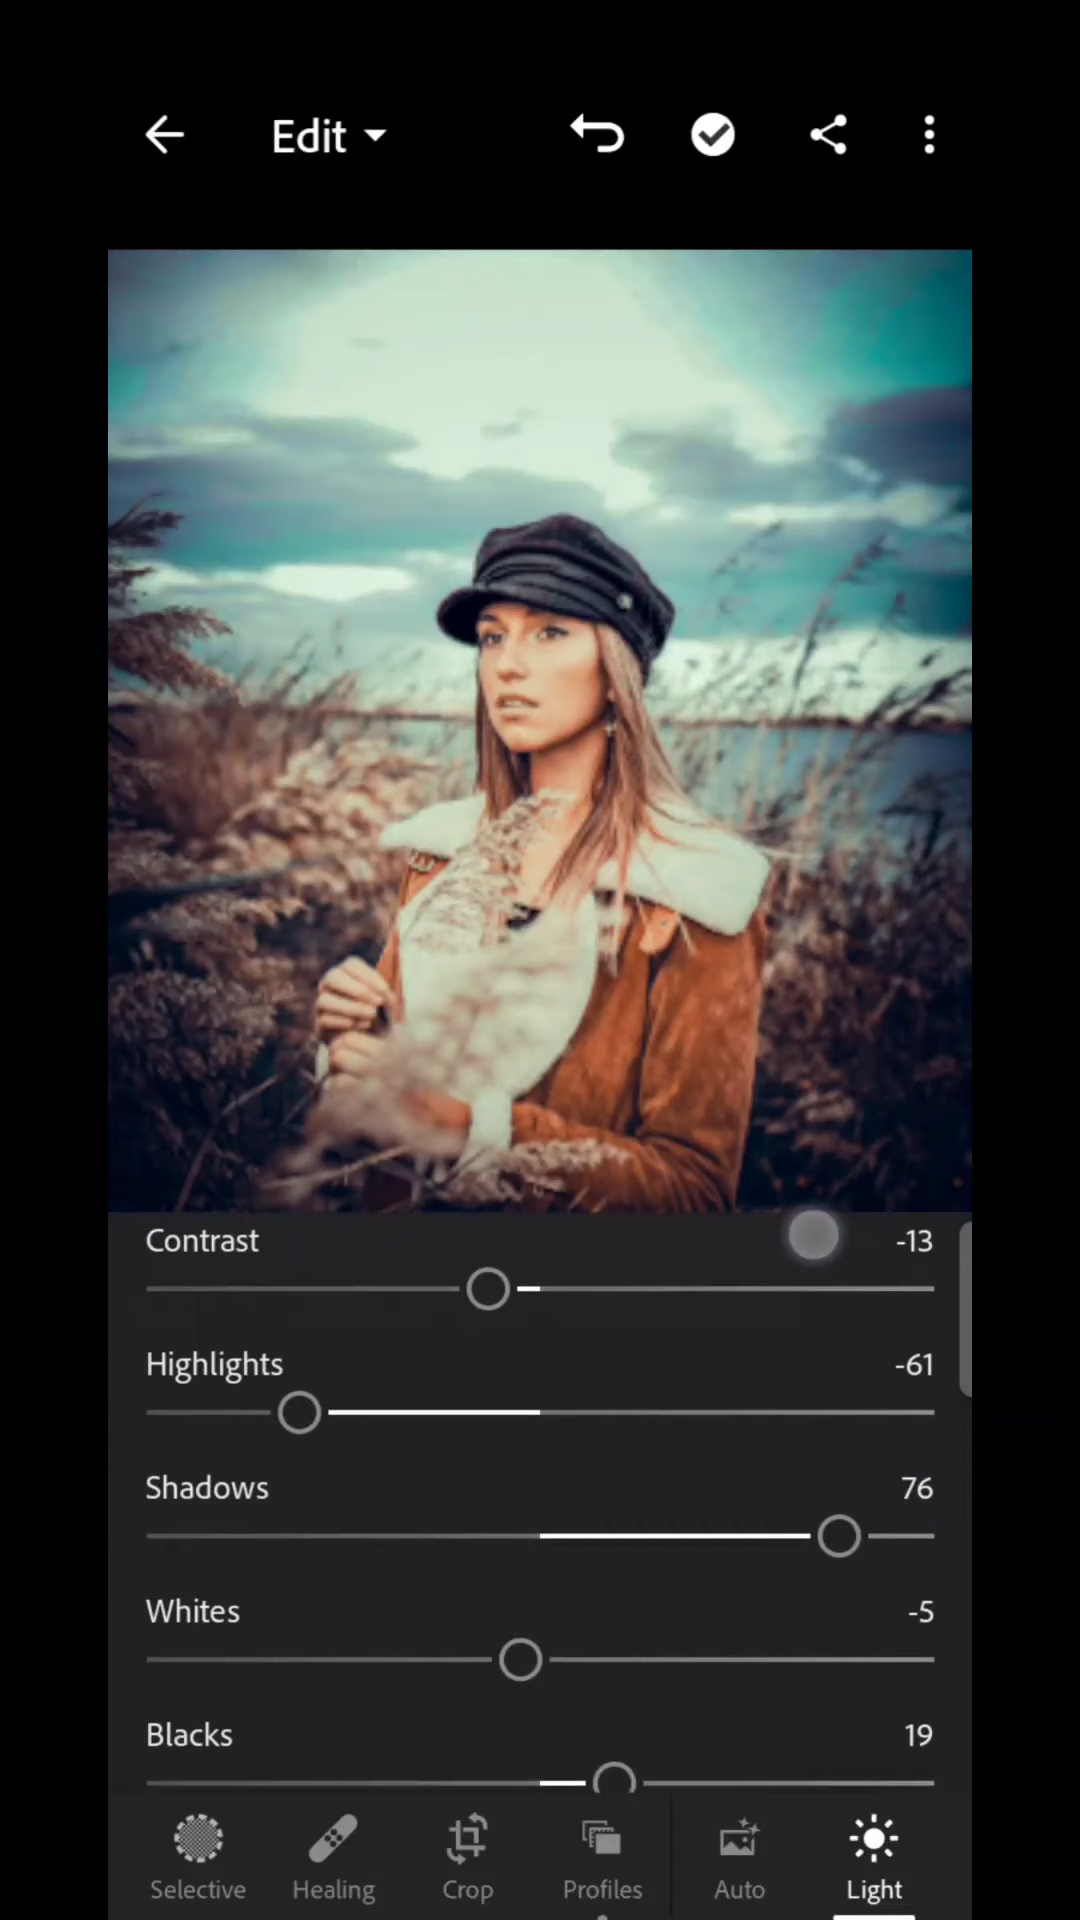 Edit
Contrast -13
Highlights -61
Shadows 76
Whites -5
Blacks 19
Selective Healing Crop Profiles Auto Light